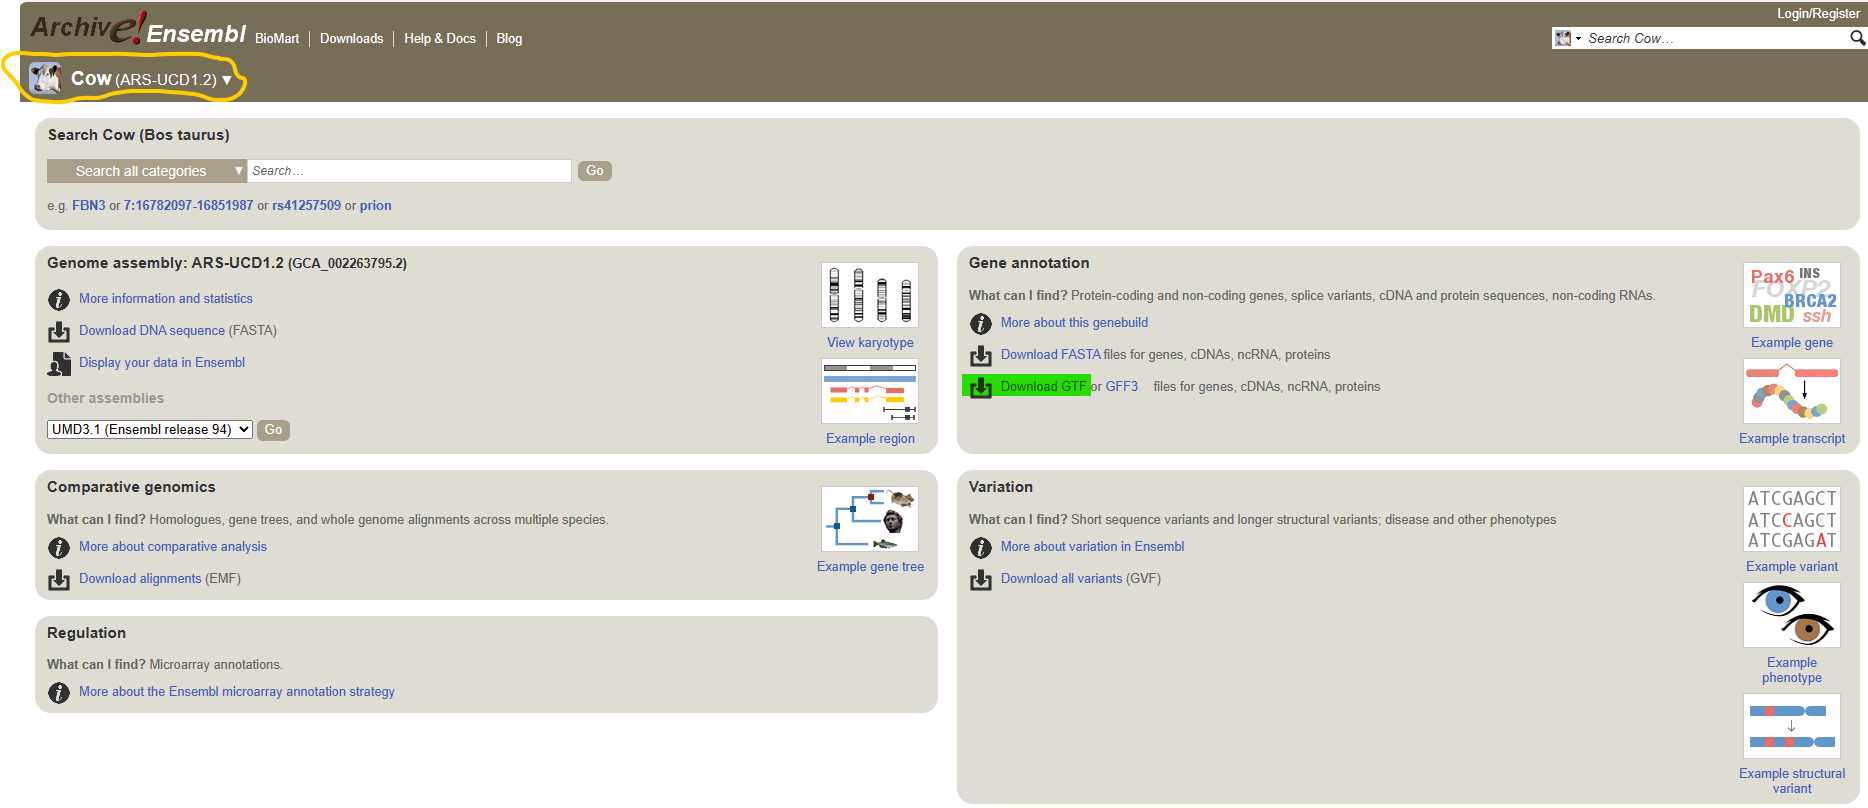 Login/Register
Archive! Ensembl BioMart Downloads Help & Docs Blog
Search Cow…
Cow (ARS-UCD1.2) ▼
Search Cow (Bos taurus)
Search all categories ▼ Search… Go
e.g. FBN3 or 7:16782097-16851987 or rs41257509 or prion
Genome assembly: ARS-UCD1.2 (GCA_002263795.2)
More information and statistics
Download DNA sequence (FASTA)
Display your data in Ensembl
Other assemblies
UMD3.1 (Ensembl release 94) Go
View karyotype
Example region
Gene annotation
What can I find? Protein-coding and non-coding genes, splice variants, cDNA and protein sequences, non-coding RNAs.
More about this genebuild
Download FASTA files for genes, cDNAs, ncRNA, proteins
Download GTF or GFF3 files for genes, cDNAs, ncRNA, proteins
Pax6 INS
FOXP2
BRCA2
DMD ssh
Example gene
Example transcript
Comparative genomics
What can I find? Homologues, gene trees, and whole genome alignments across multiple species.
More about comparative analysis
Download alignments (EMF)
Example gene tree
Variation
What can I find? Short sequence variants and longer structural variants; disease and other phenotypes
More about variation in Ensembl
Download all variants (GVF)
ATCGAGCT
ATCCAGCT
ATCGAGAT
Example variant
Example
phenotype
Example structural
variant
Regulation
What can I find? Microarray annotations.
More about the Ensembl microarray annotation strategy